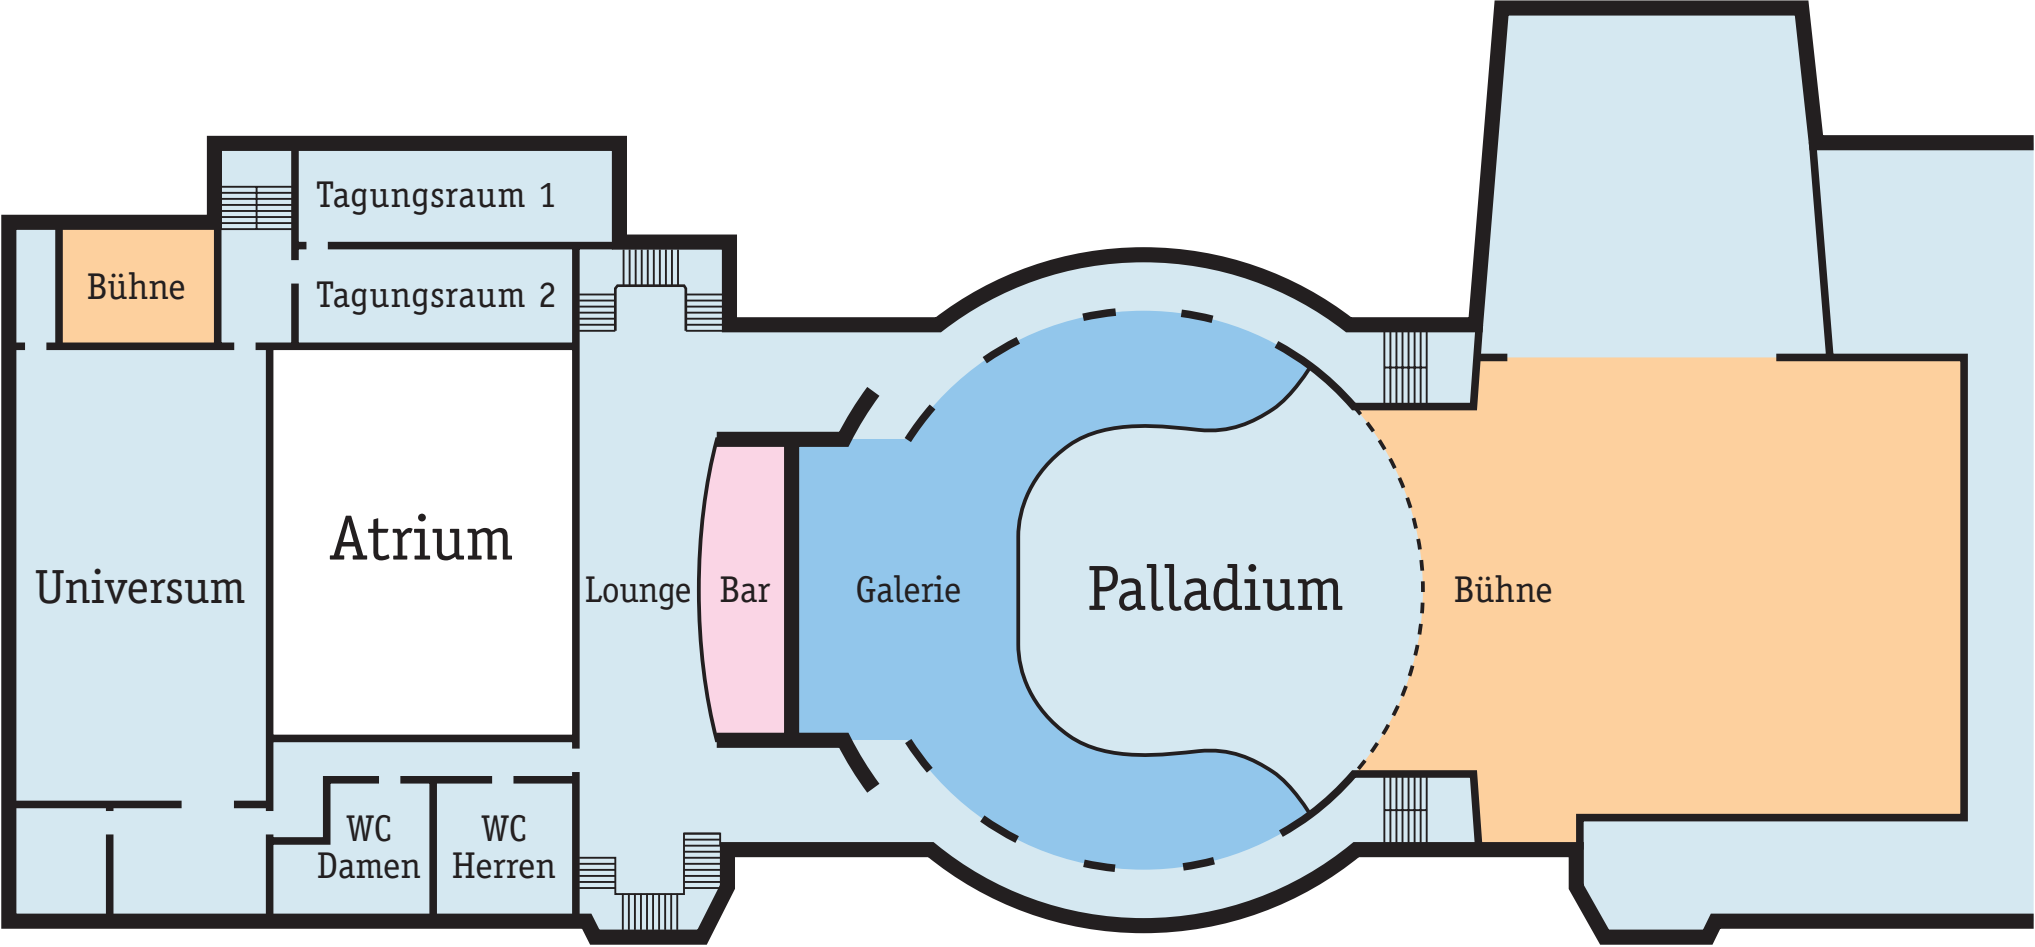 Tagungsraum 1
Bühne
Tagungsraum 2
Atrium
Universum
Lounge
Bar
Galerie
Palladium
Bühne
WC
Damen
WC
Herren